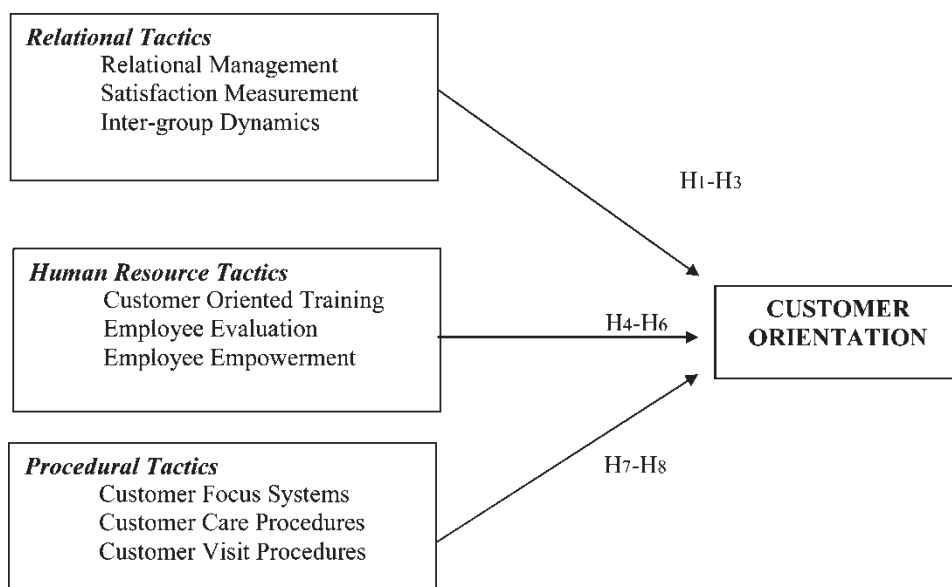 Relational Tactics
Relational Management
Satisfaction Measurement
Inter-group Dynamics
H1-H3
Human Resource Tactics
Customer Oriented Training
Employee Evaluation
Employee Empowerment
H4-H6
CUSTOMER
ORIENTATION
Procedural Tactics
Customer Focus Systems
Customer Care Procedures
Customer Visit Procedures
H7-H8